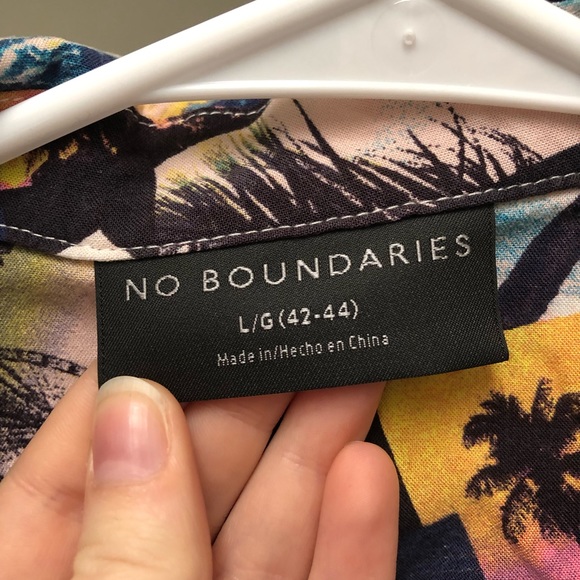 NO BOUNDARIES
L/G (42-44)
Made in/Hecho en China